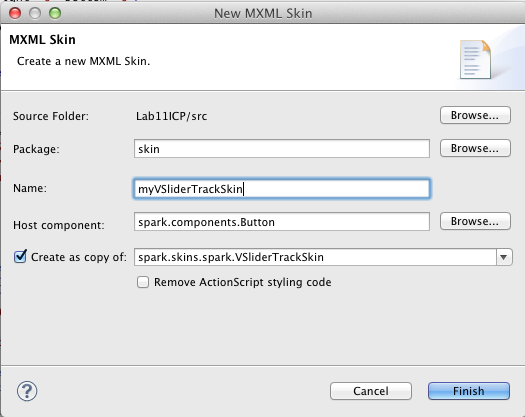 New MXML Skin
MXML Skin
Create a new MXML Skin.
Source Folder: Lab11ICP/src Browse...
Package: skin Browse...
Name: myVSliderTrackSkin
Host component: spark.components.Button Browse...
Create as copy of: spark.skins.spark.VSliderTrackSkin
Remove ActionScript styling code
? Cancel Finish